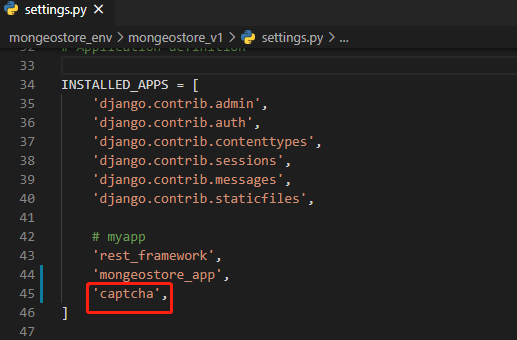 settings.py ×
mongeostore_env > mongeostore_v1 > settings.py > ...
32 # Application definition
33
34 INSTALLED_APPS = [
35 'django.contrib.admin',
36 'django.contrib.auth',
37 'django.contrib.contenttypes',
38 'django.contrib.sessions',
39 'django.contrib.messages',
40 'django.contrib.staticfiles',
41
42 # myapp
43 'rest_framework',
44 'mongeostore_app',
45 'captcha',
46 ]
47